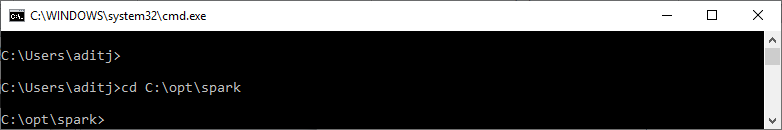 C:\WINDOWS\system32\cmd.exe
C:\Users\aditj>
C:\Users\aditj>cd C:\opt\spark
C:\opt\spark>